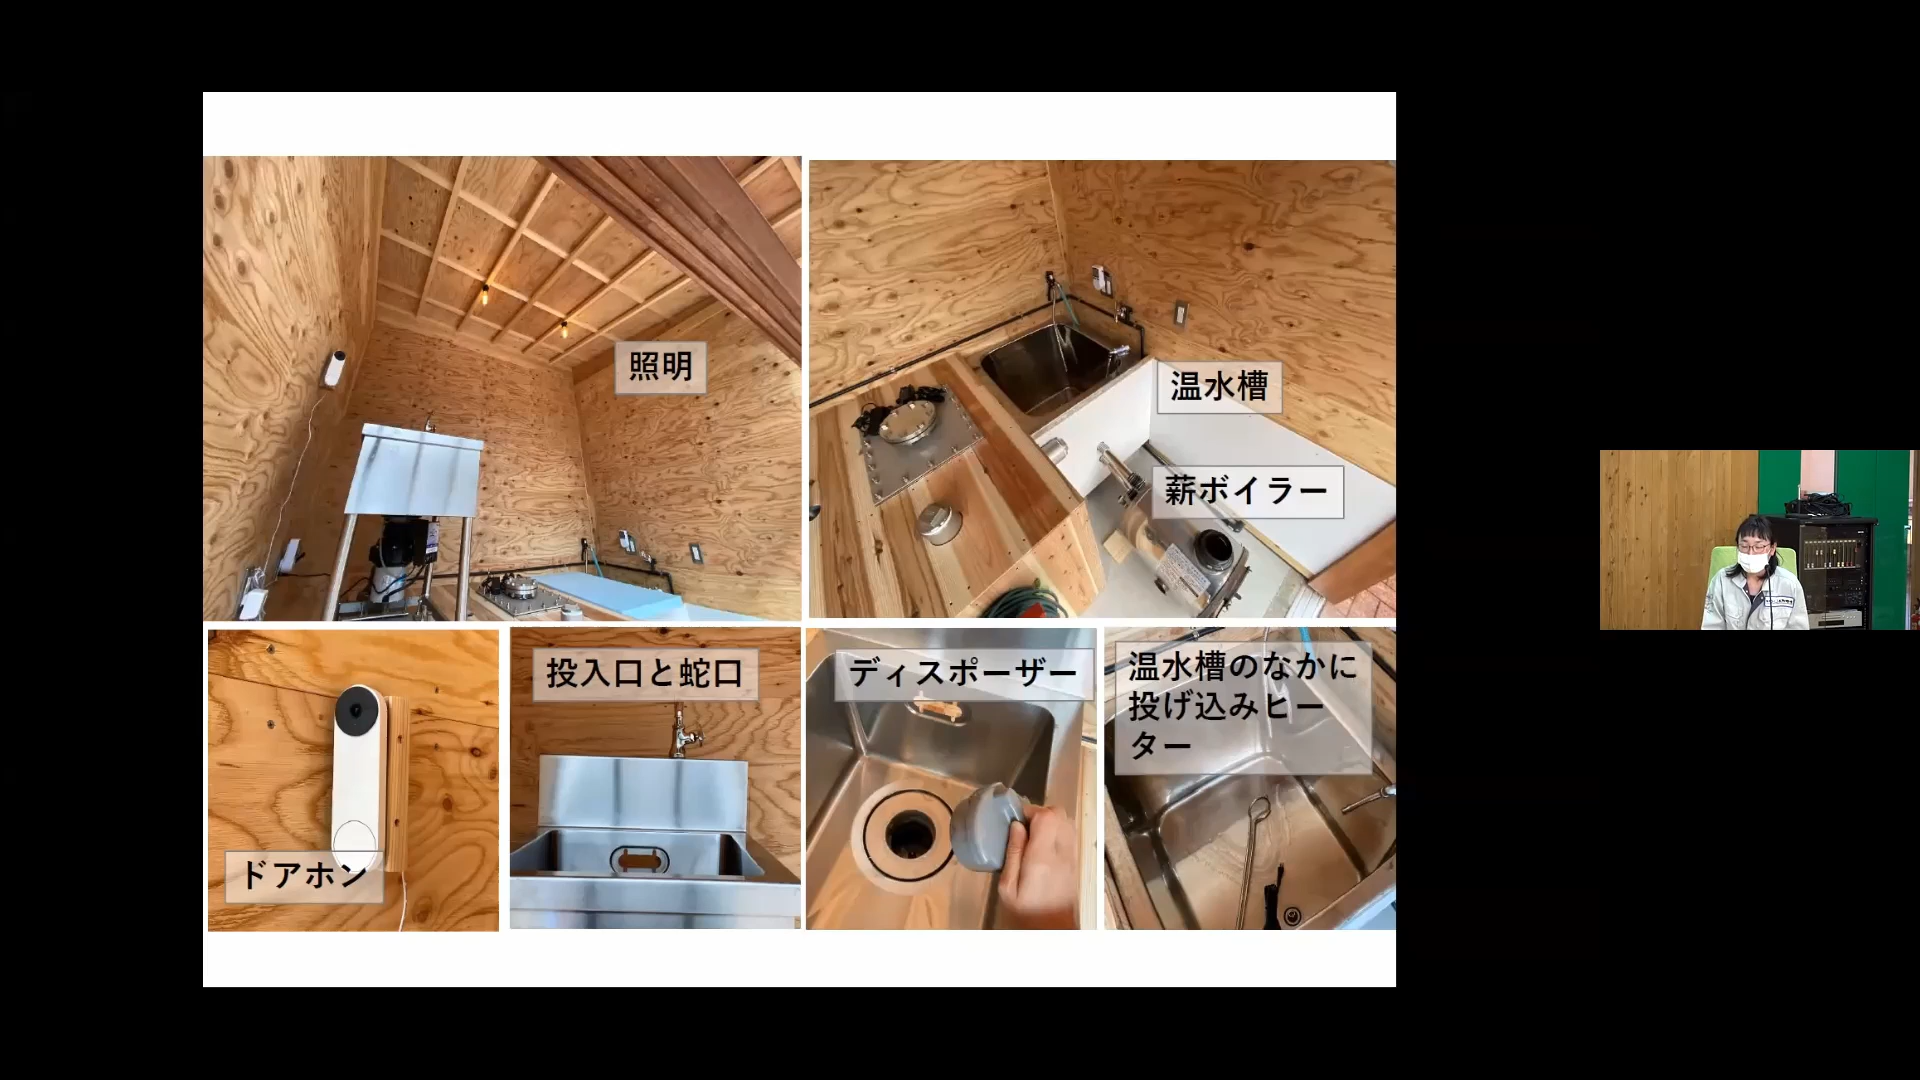 照明
温水槽
薪ボイラー
ドアホン
投入口と蛇口
ディスポーザー
温水槽のなかに
投げ込みヒー
ター